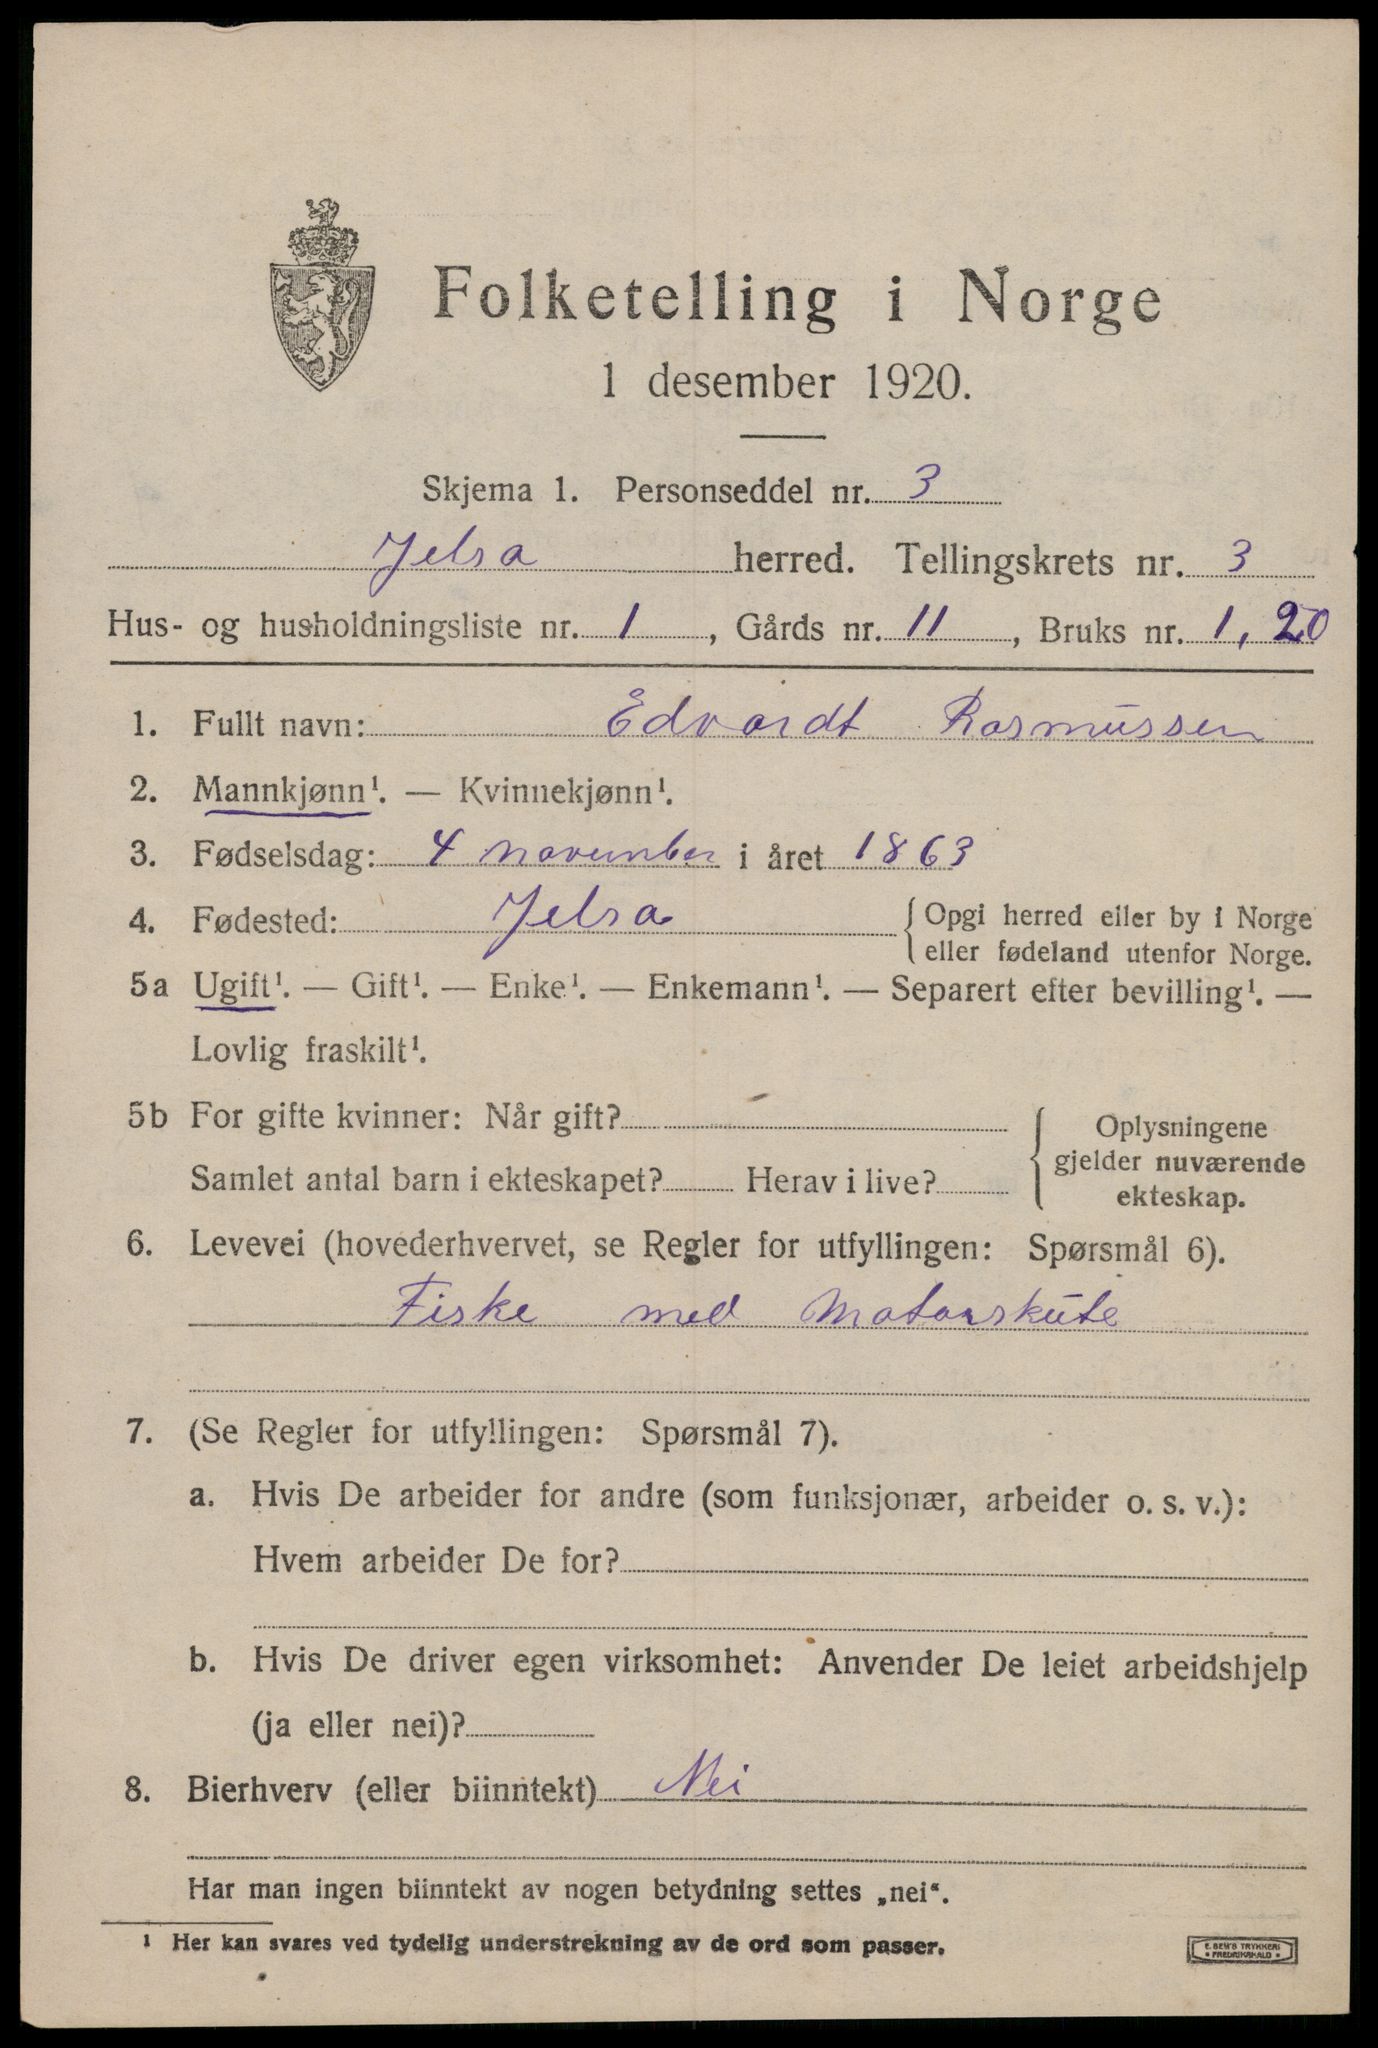 Folketelling i Norge
1 desember 1920.
Skjema 1. Personseddel nr. 3
Jelsa herred. Tellingskrets nr. 3
Hus- og husholdningsliste nr. 1, Gårds nr. 11, Bruks nr. 1, 20
1. Fullt navn: Edvardt Rasmussen
2. Mannkjønn¹. — Kvinnekjønn¹.
3. Fødselsdag: 4 november i året 1863
4. Fødested: Jelsa { Opgi herred eller by i Norge
eller fødeland utenfor Norge.
5a Ugift¹. — Gift¹. — Enke¹. — Enkemann¹. — Separert efter bevilling¹. —
Lovlig fraskilt¹.
5b For gifte kvinner: Når gift? –
Samlet antal barn i ekteskapet? Herav i live?
{ Oplysningene
gjelder nuværende
ekteskap.
6. Levevei (hovederhvervet, se Regler for utfyllingen: Spørsmål 6).
Fiske med Motorskute
7. (Se Regler for utfyllingen: Spørsmål 7).
a. Hvis De arbeider for andre (som funksjonær, arbeider o. s. v.):
Hvem arbeider De for?
b. Hvis De driver egen virksomhet: Anvender De leiet arbeidshjelp
(ja eller nei)?
8. Bierhverv (eller biinntekt) Nei
Har man ingen biinntekt av nogen betydning settes „nei“.
¹ Her kan svares ved tydelig understrekning av de ord som passer.
E. SEM'S TRYKKERI
• FREDRIKSHALD •